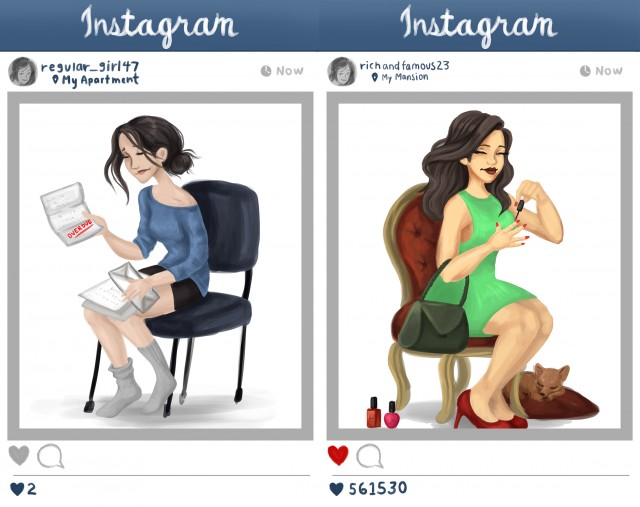 Instagram
regular_girl47
My Apartment
Now
OVERDUE
2
Instagram
richandfamous23
My Mansion
Now
561530